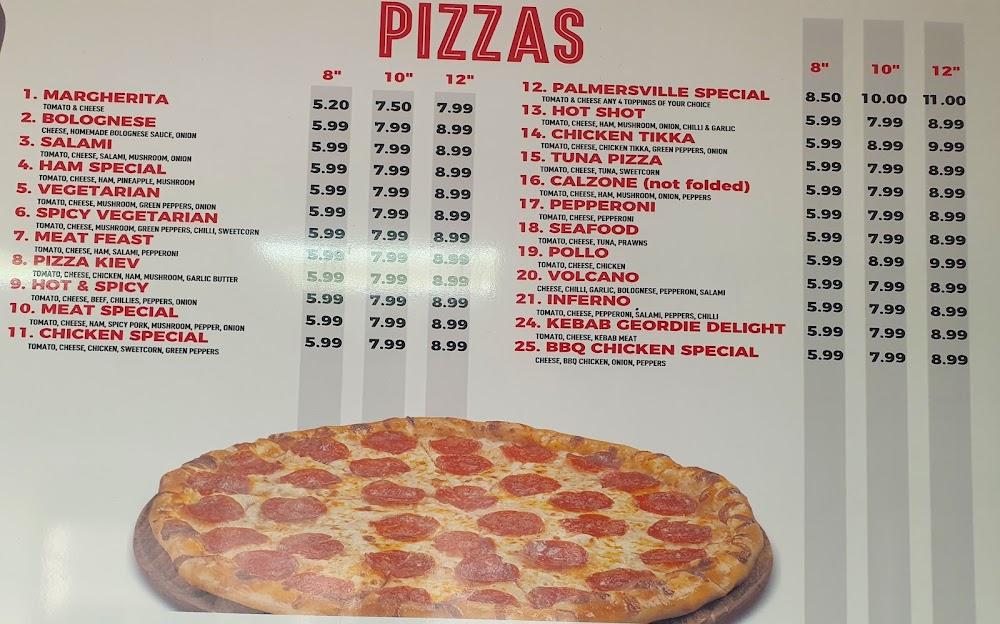 PIZZAS
8" 10" 12"
1. MARGHERITA 5.20 7.50 7.99
TOMATO & CHEESE
2. BOLOGNESE 5.99 7.99 8.99
CHEESE, HOMEMADE BOLOGNESE SAUCE, ONION
3. SALAMI 5.99 7.99 8.99
TOMATO, CHEESE, SALAMI, MUSHROOM, ONION
4. HAM SPECIAL 5.99 7.99 8.99
TOMATO, CHEESE, HAM, PINEAPPLE, MUSHROOM
5. VEGETARIAN 5.99 7.99 8.99
TOMATO, CHEESE, MUSHROOM, GREEN PEPPERS, ONION
6. SPICY VEGETARIAN 5.99 7.99 8.99
TOMATO, CHEESE, MUSHROOM, GREEN PEPPERS, CHILLI, SWEETCORN
7. MEAT FEAST 5.99 7.99 8.99
TOMATO, CHEESE, HAM, SALAMI, PEPPERONI
8. PIZZA KIEV 5.99 7.99 8.99
TOMATO, CHEESE, CHICKEN, HAM, MUSHROOM, GARLIC BUTTER
9. HOT & SPICY 5.99 7.99 8.99
TOMATO, CHEESE, BEEF, CHILLIES, PEPPERS, ONION
10. MEAT SPECIAL 5.99 7.99 8.99
TOMATO, CHEESE, HAM, SPICY PORK, MUSHROOM, PEPPER, ONION
11. CHICKEN SPECIAL 5.99 7.99 8.99
TOMATO, CHEESE, CHICKEN, SWEETCORN, GREEN PEPPERS
8" 10" 12"
12. PALMERSVILLE SPECIAL 8.50 10.00 11.00
TOMATO & CHEESE ANY 4 TOPPINGS OF YOUR CHOICE
13. HOT SHOT 5.99 7.99 8.99
TOMATO, CHEESE, HAM, MUSHROOM, ONION, CHILLI & GARLIC
14. CHICKEN TIKKA 5.99 8.99 9.99
TOMATO, CHEESE, CHICKEN TIKKA, GREEN PEPPERS, ONION
15. TUNA PIZZA 5.99 7.99 8.99
TOMATO, CHEESE, TUNA, SWEETCORN
16. CALZONE (not folded) 5.99 7.99 8.99
TOMATO, CHEESE, HAM, MUSHROOM, ONION, PEPPERS
17. PEPPERONI 5.99 7.99 8.99
TOMATO, CHEESE, PEPPERONI
18. SEAFOOD 5.99 7.99 8.99
TOMATO, CHEESE, TUNA, PRAWNS
19. POLLO 5.99 8.99 9.99
TOMATO, CHEESE, CHICKEN
20. VOLCANO 5.99 7.99 8.99
CHEESE, CHILLI, GARLIC, BOLOGNESE, PEPPERONI, SALAMI
21. INFERNO 5.99 7.99 8.99
TOMATO, CHEESE, PEPPERONI, SALAMI, PEPPERS, CHILLI
24. KEBAB GEORDIE DELIGHT 5.99 7.99 8.99
TOMATO, CHEESE, KEBAB MEAT
25. BBQ CHICKEN SPECIAL 5.99 7.99 8.99
CHEESE, BBQ CHICKEN, ONION, PEPPERS